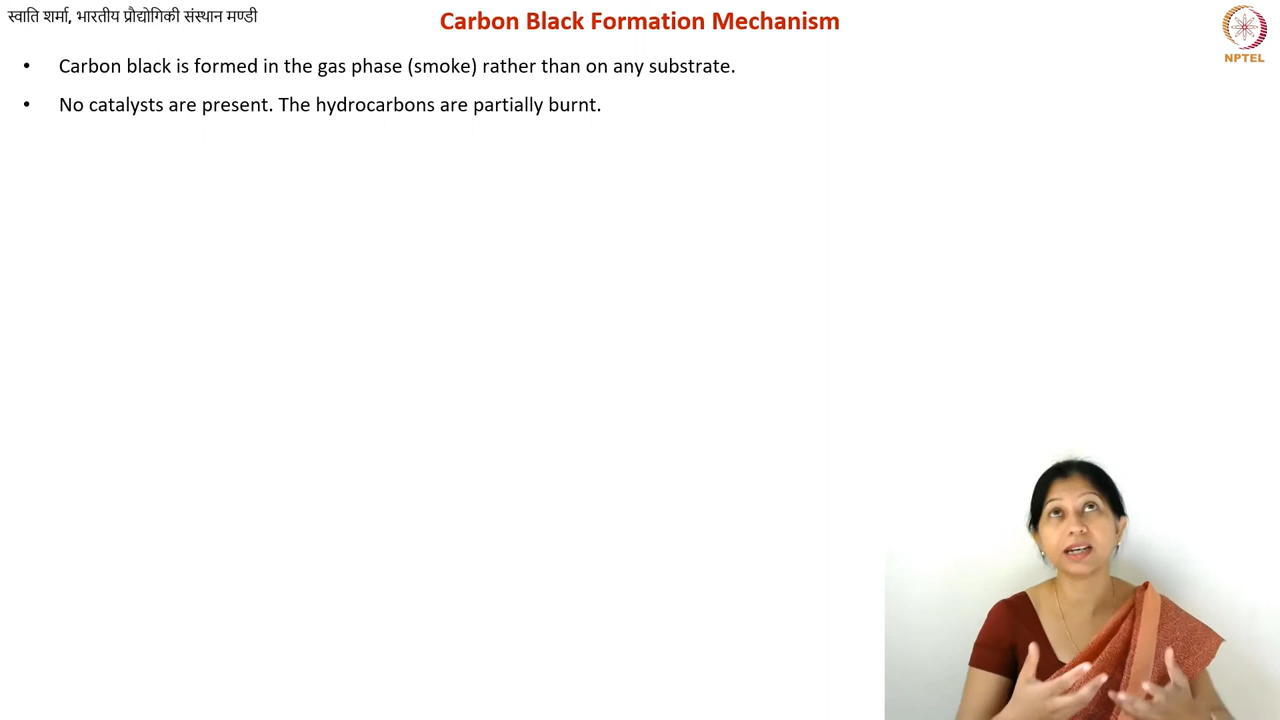 स्वाति शर्मा, भारतीय प्रौद्योगिकी संस्थान मण्डी
Carbon Black Formation Mechanism
NPTEL
• Carbon black is formed in the gas phase (smoke) rather than on any substrate.
• No catalysts are present. The hydrocarbons are partially burnt.